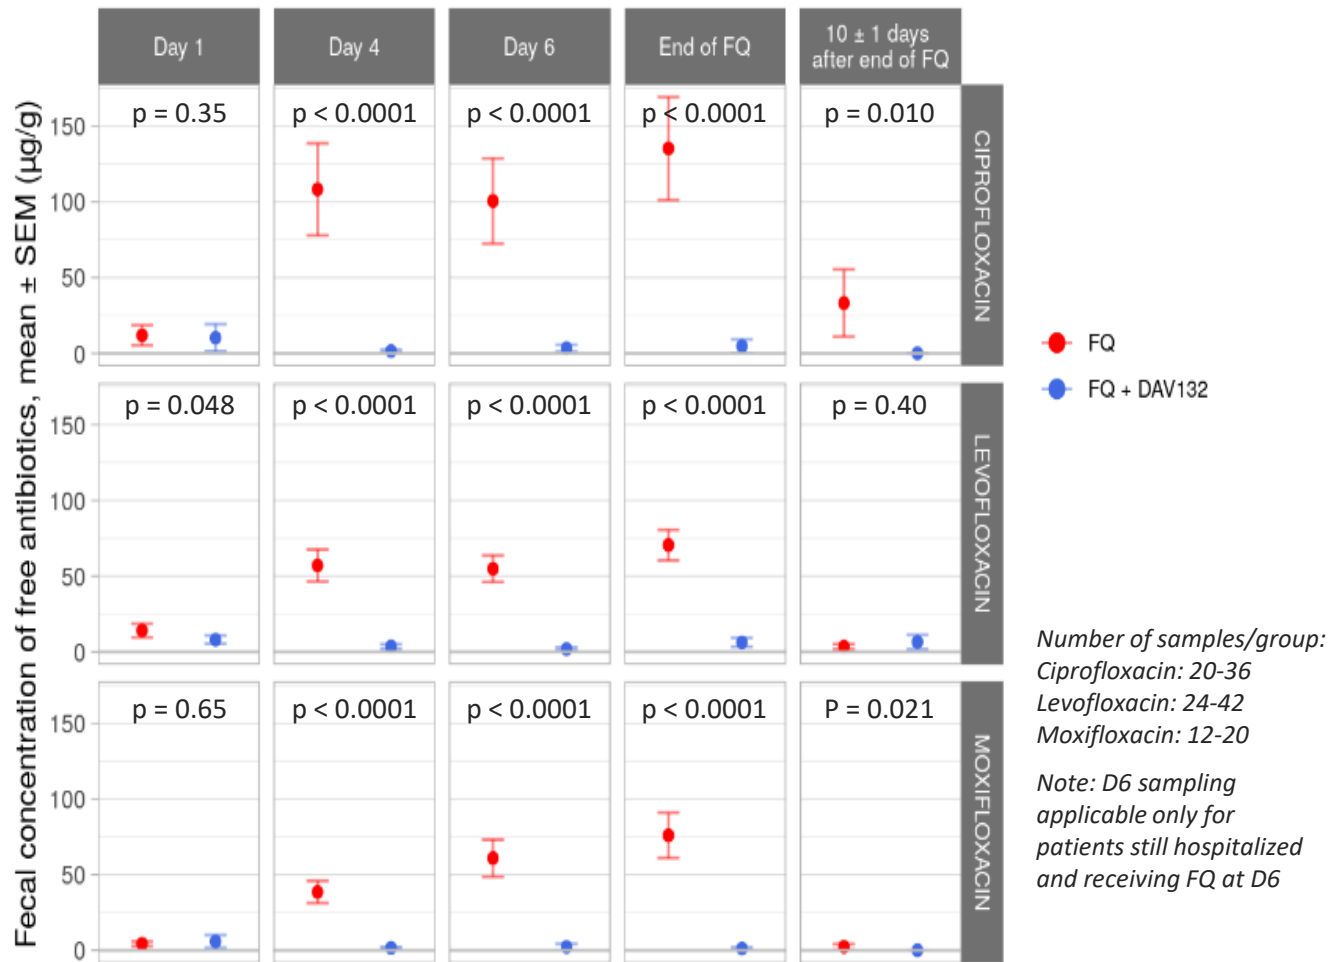 Day 1
Day 4
Day 6
End of FQ
10 ± 1 days
after end of FQ
Fecal concentration of free antibiotics, mean ± SEM (µg/g)
150
100
50
0
p = 0.35
p < 0.0001
p < 0.0001
p < 0.0001
p = 0.010
CIPROFLOXACIN
150
100
50
0
p = 0.048
p < 0.0001
p < 0.0001
p < 0.0001
p = 0.40
LEVOFLOXACIN
150
100
50
0
p = 0.65
p < 0.0001
p < 0.0001
p < 0.0001
P = 0.021
MOXIFLOXACIN
FQ
FQ + DAV132
Number of samples/group:
Ciprofloxacin: 20-36
Levofloxacin: 24-42
Moxifloxacin: 12-20
Note: D6 sampling
applicable only for
patients still hospitalized
and receiving FQ at D6